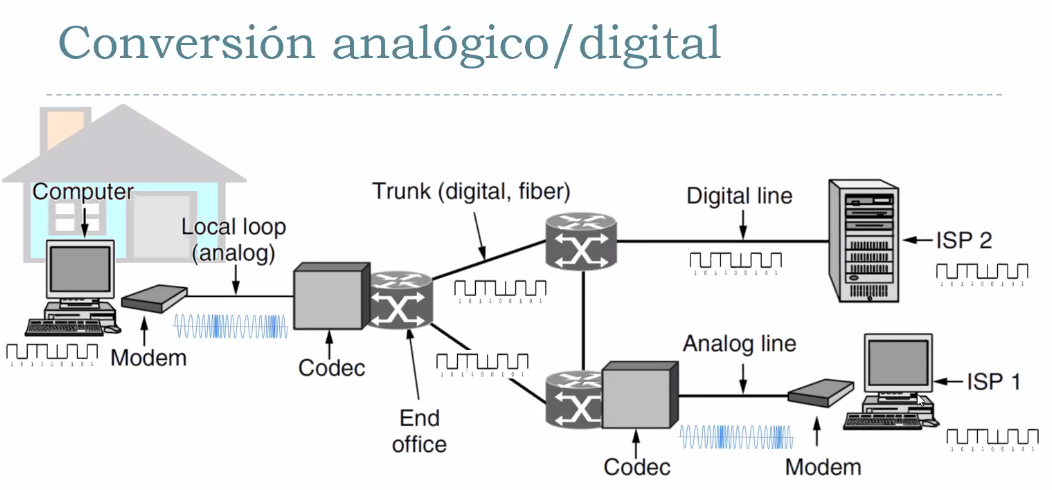 Conversión analógico/digital
Computer
Local loop
(analog)
Trunk (digital, fiber)
Digital line
ISP 2
Modem
Codec
End
office
Analog line
ISP 1
Codec
Modem